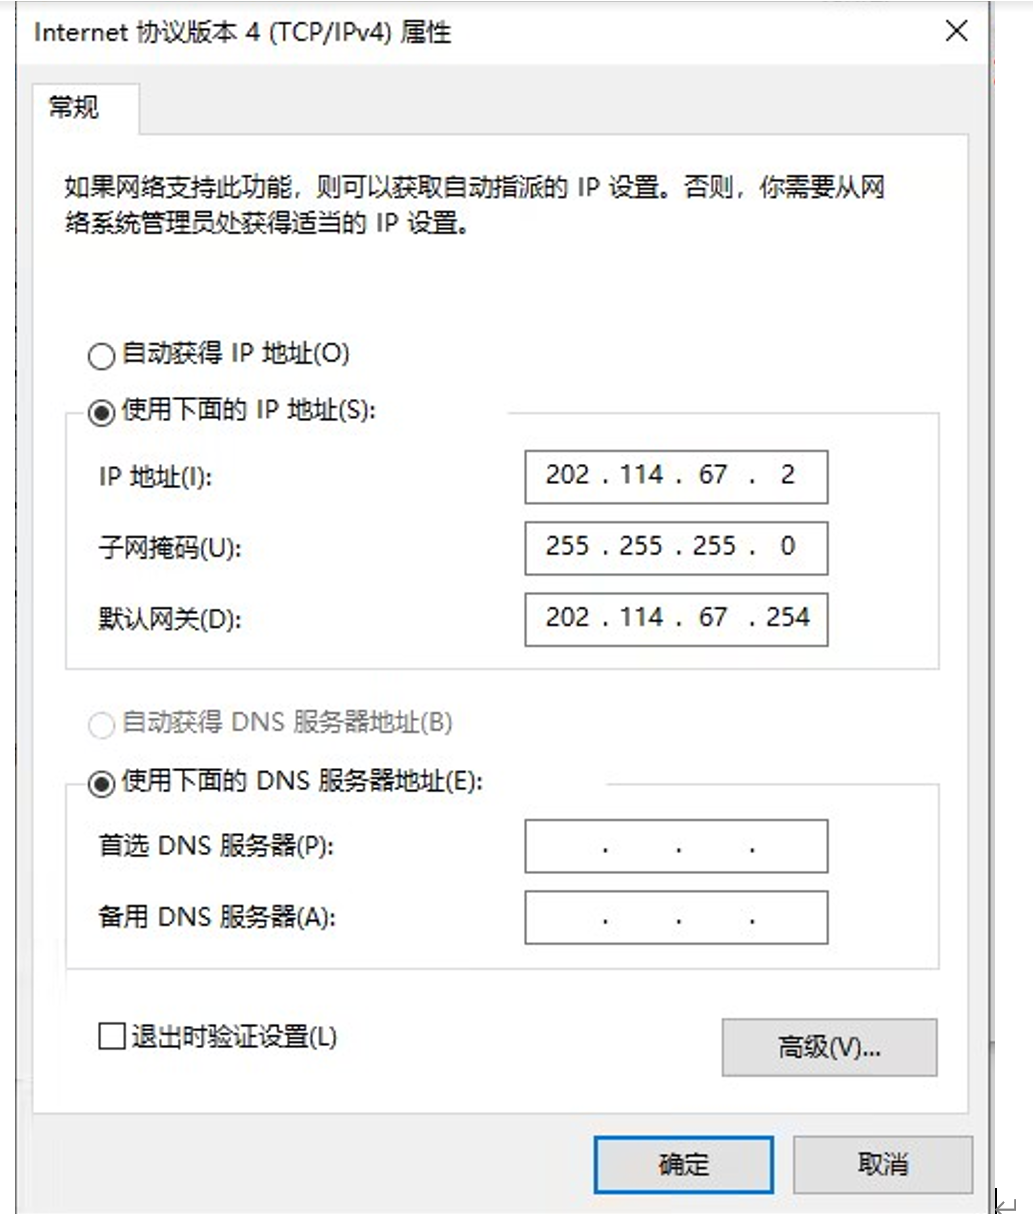 Internet 协议版本 4 (TCP/IPv4) 属性
常规
如果网络支持此功能，则可以获取自动指派的 IP 设置。否则，你需要从网
络系统管理员处获得适当的 IP 设置。
自动获得 IP 地址(O)
使用下面的 IP 地址(S):
IP 地址(I): 202 . 114 . 67 . 2
子网掩码(U): 255 . 255 . 255 . 0
默认网关(D): 202 . 114 . 67 . 254
自动获得 DNS 服务器地址(B)
使用下面的 DNS 服务器地址(E):
首选 DNS 服务器(P): . . .
备用 DNS 服务器(A): . . .
退出时验证设置(L)
高级(V)...
确定 取消